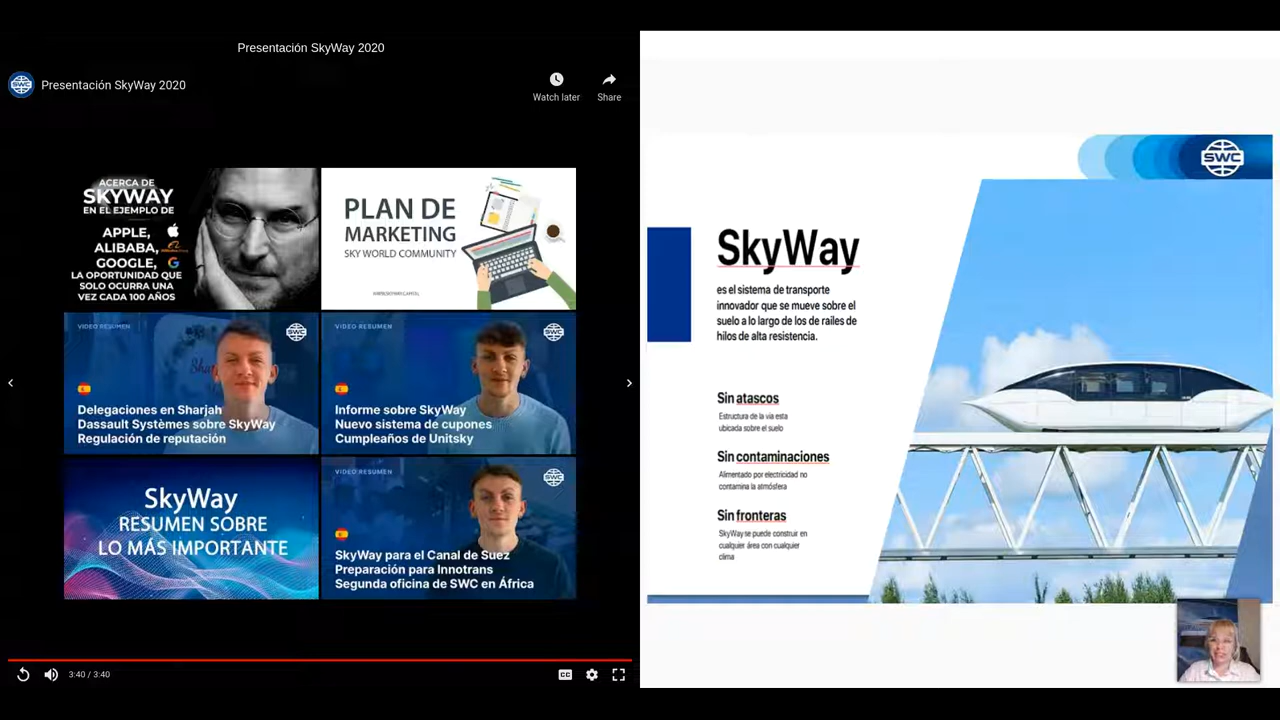 Presentación SkyWay 2020
SWC
Presentación SkyWay 2020
Watch later
Share
ACERCA DE
SKYWAY
EN EL EJEMPLO DE
APPLE,
ALIBABA,
GOOGLE,
LA OPORTUNIDAD QUE
SOLO OCURRA UNA
VEZ CADA 100 AÑOS
PLAN DE
MARKETING
SKY WORLD COMMUNITY
VIDEO RESUMEN
Delegaciones en Sharjah
Dassault Systèmes sobre SkyWay
Regulación de reputación
VIDEO RESUMEN
Informe sobre SkyWay
Nuevo sistema de cupones
Cumpleaños de Unitsky
SkyWay
RESUMEN SOBRE
LO MÁS IMPORTANTE
VIDEO RESUMEN
SkyWay para el Canal de Suez
Preparación para Innotrans
Segunda oficina de SWC en África
3:40 / 3:40
CC
SWC
SkyWay
es el sistema de transporte
innovador que se mueve sobre el
suelo a lo largo de los de railes de
hilos de alta resistencia.
Sin atascos
Estructura de la via esta
ubicada sobre el suelo
Sin contaminaciones
Alimentado por electricidad no
contamina la atmósfera
Sin fronteras
SkyWay se puede construir en
cualquier área con cualquier
clima